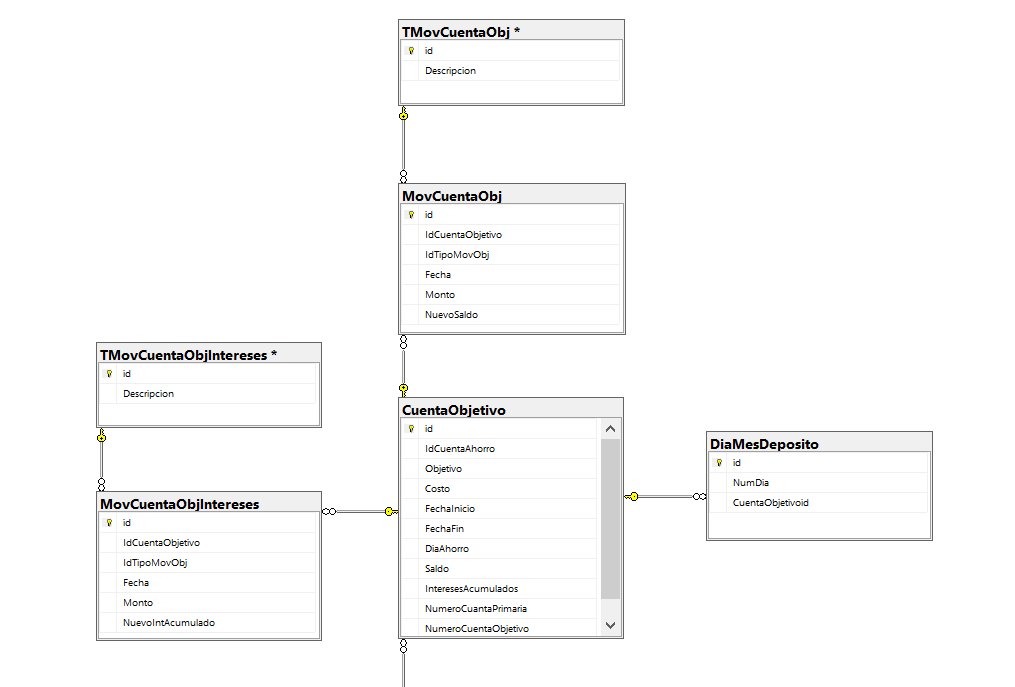 TMovCuentaObj *
id
Descripcion
MovCuentaObj
id
IdCuentaObjetivo
IdTipoMovObj
Fecha
Monto
NuevoSaldo
TMovCuentaObjIntereses *
id
Descripcion
MovCuentaObjIntereses
id
IdCuentaObjetivo
IdTipoMovObj
Fecha
Monto
NuevoIntAcumulado
CuentaObjetivo
id
IdCuentaAhorro
Objetivo
Costo
FechaInicio
FechaFin
DiaAhorro
Saldo
InteresesAcumulados
NumeroCuantaPrimaria
NumeroCuentaObjetivo
DiaMesDeposito
id
NumDia
CuentaObjetivoid